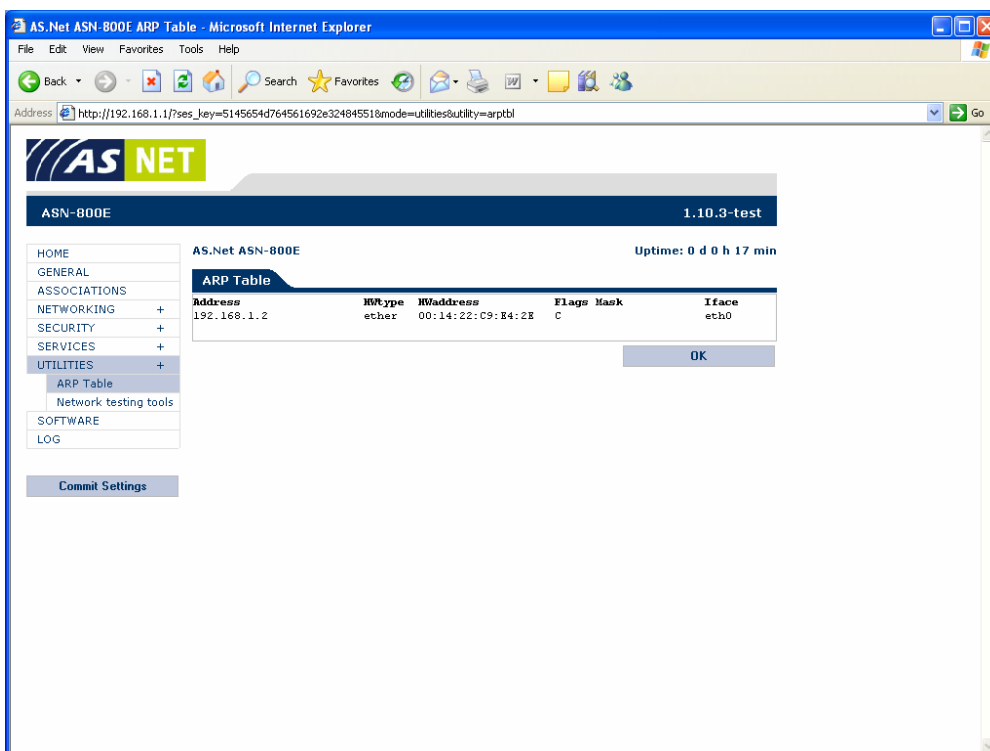 AS.Net ASN-800E ARP Table - Microsoft Internet Explorer
File Edit View Favorites Tools Help
Back Search Favorites
Address http://192.168.1.1/?ses_key=5145654d764561692e32484551&mode=utilities&utility=arptbl Go
AS NET
ASN-800E 1.10.3-test
AS.Net ASN-800E Uptime: 0 d 0 h 17 min
HOME
GENERAL
ASSOCIATIONS
NETWORKING +
SECURITY +
SERVICES +
UTILITIES +
ARP Table
Network testing tools
SOFTWARE
LOG
Commit Settings
ARP Table
Address HWtype HWaddress Flags Mask Iface
192.168.1.2 ether 00:14:22:C9:E4:2E C eth0
OK